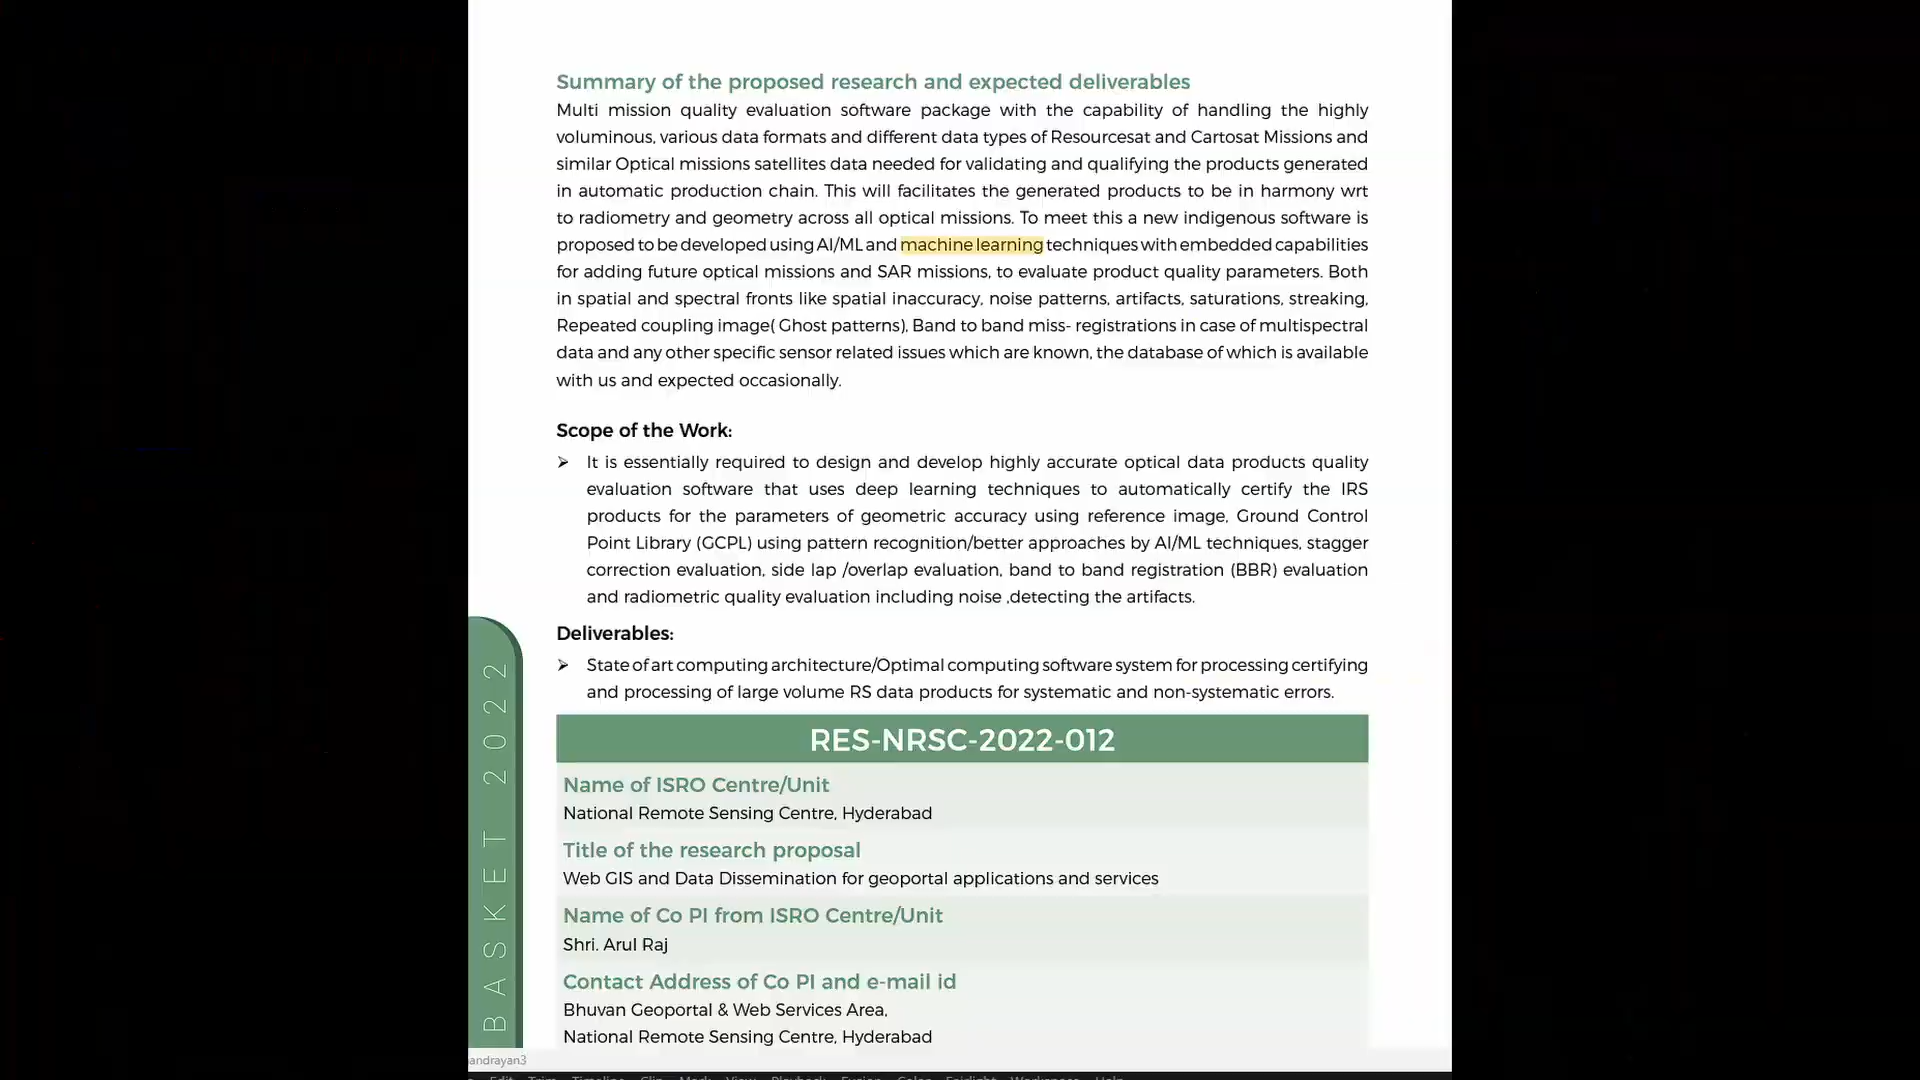 Summary of the proposed research and expected deliverables
Multi mission quality evaluation software package with the capability of handling the highly
voluminous, various data formats and different data types of Resourcesat and Cartosat Missions and
similar Optical missions satellites data needed for validating and qualifying the products generated
in automatic production chain. This will facilitates the generated products to be in harmony wrt
to radiometry and geometry across all optical missions. To meet this a new indigenous software is
proposed to be developed using AI/ML and machine learning techniques with embedded capabilities
for adding future optical missions and SAR missions, to evaluate product quality parameters. Both
in spatial and spectral fronts like spatial inaccuracy, noise patterns, artifacts, saturations, streaking,
Repeated coupling image( Ghost patterns), Band to band miss- registrations in case of multispectral
data and any other specific sensor related issues which are known, the database of which is available
with us and expected occasionally.
Scope of the Work:
➢ It is essentially required to design and develop highly accurate optical data products quality
evaluation software that uses deep learning techniques to automatically certify the IRS
products for the parameters of geometric accuracy using reference image, Ground Control
Point Library (GCPL) using pattern recognition/better approaches by AI/ML techniques, stagger
correction evaluation, side lap /overlap evaluation, band to band registration (BBR) evaluation
and radiometric quality evaluation including noise ,detecting the artifacts.
Deliverables:
➢ State of art computing architecture/Optimal computing software system for processing certifying
and processing of large volume RS data products for systematic and non-systematic errors.
RES-NRSC-2022-012
Name of ISRO Centre/Unit
National Remote Sensing Centre, Hyderabad
Title of the research proposal
Web GIS and Data Dissemination for geoportal applications and services
Name of Co PI from ISRO Centre/Unit
Shri. Arul Raj
Contact Address of Co PI and e-mail id
Bhuvan Geoportal & Web Services Area,
National Remote Sensing Centre, Hyderabad
BASKET 2022
andrayan3
Edit Trim Timeline Clip Mark View Playback Fusion Color Fairlight Workspace Help